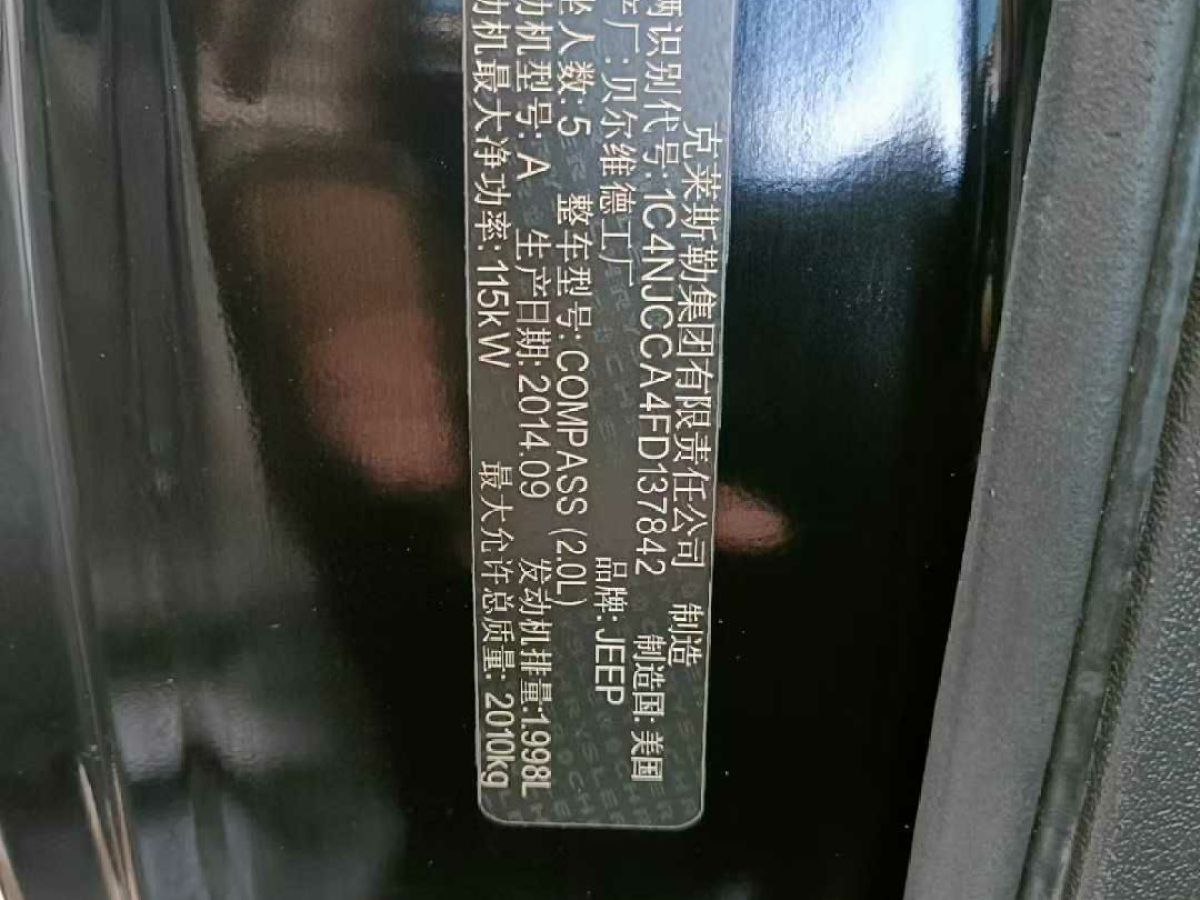 克莱斯勒集团有限责任公司 制造
辆识别代号: 1C4NJCCA4FD137842 制造国: 美国
厂: 贝尔维德工厂 品牌: JEEP
坐人数: 5 整车型号: COMPASS (2.0L)
动机型号: A 生产日期: 2014.09 发动机排量:1.998L
动机最大净功率: 115kW 最大允许总质量: 2010kg